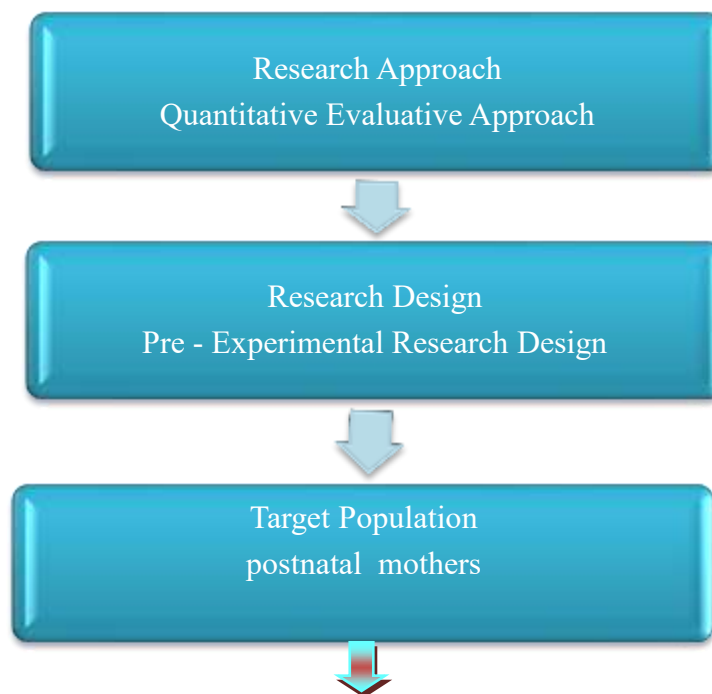 Research Approach
Quantitative Evaluative Approach
Research Design
Pre - Experimental Research Design
Target Population
postnatal mothers